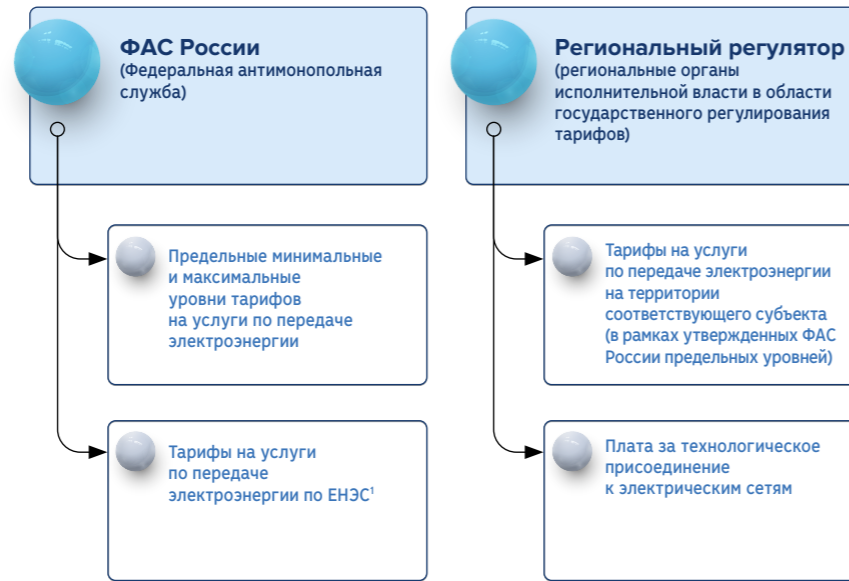 ФАС России
(Федеральная антимонопольная
служба)
Предельные минимальные
и максимальные
уровни тарифов
на услуги по передаче
электроэнергии
Тарифы на услуги
по передаче
электроэнергии по ЕНЭС¹
Региональный регулятор
(региональные органы
исполнительной власти в области
государственного регулирования
тарифов)
Тарифы на услуги
по передаче электроэнергии
на территории
соответствующего субъекта
(в рамках утвержденных ФАС
России предельных уровней)
Плата за технологическое
присоединение
к электрическим сетям